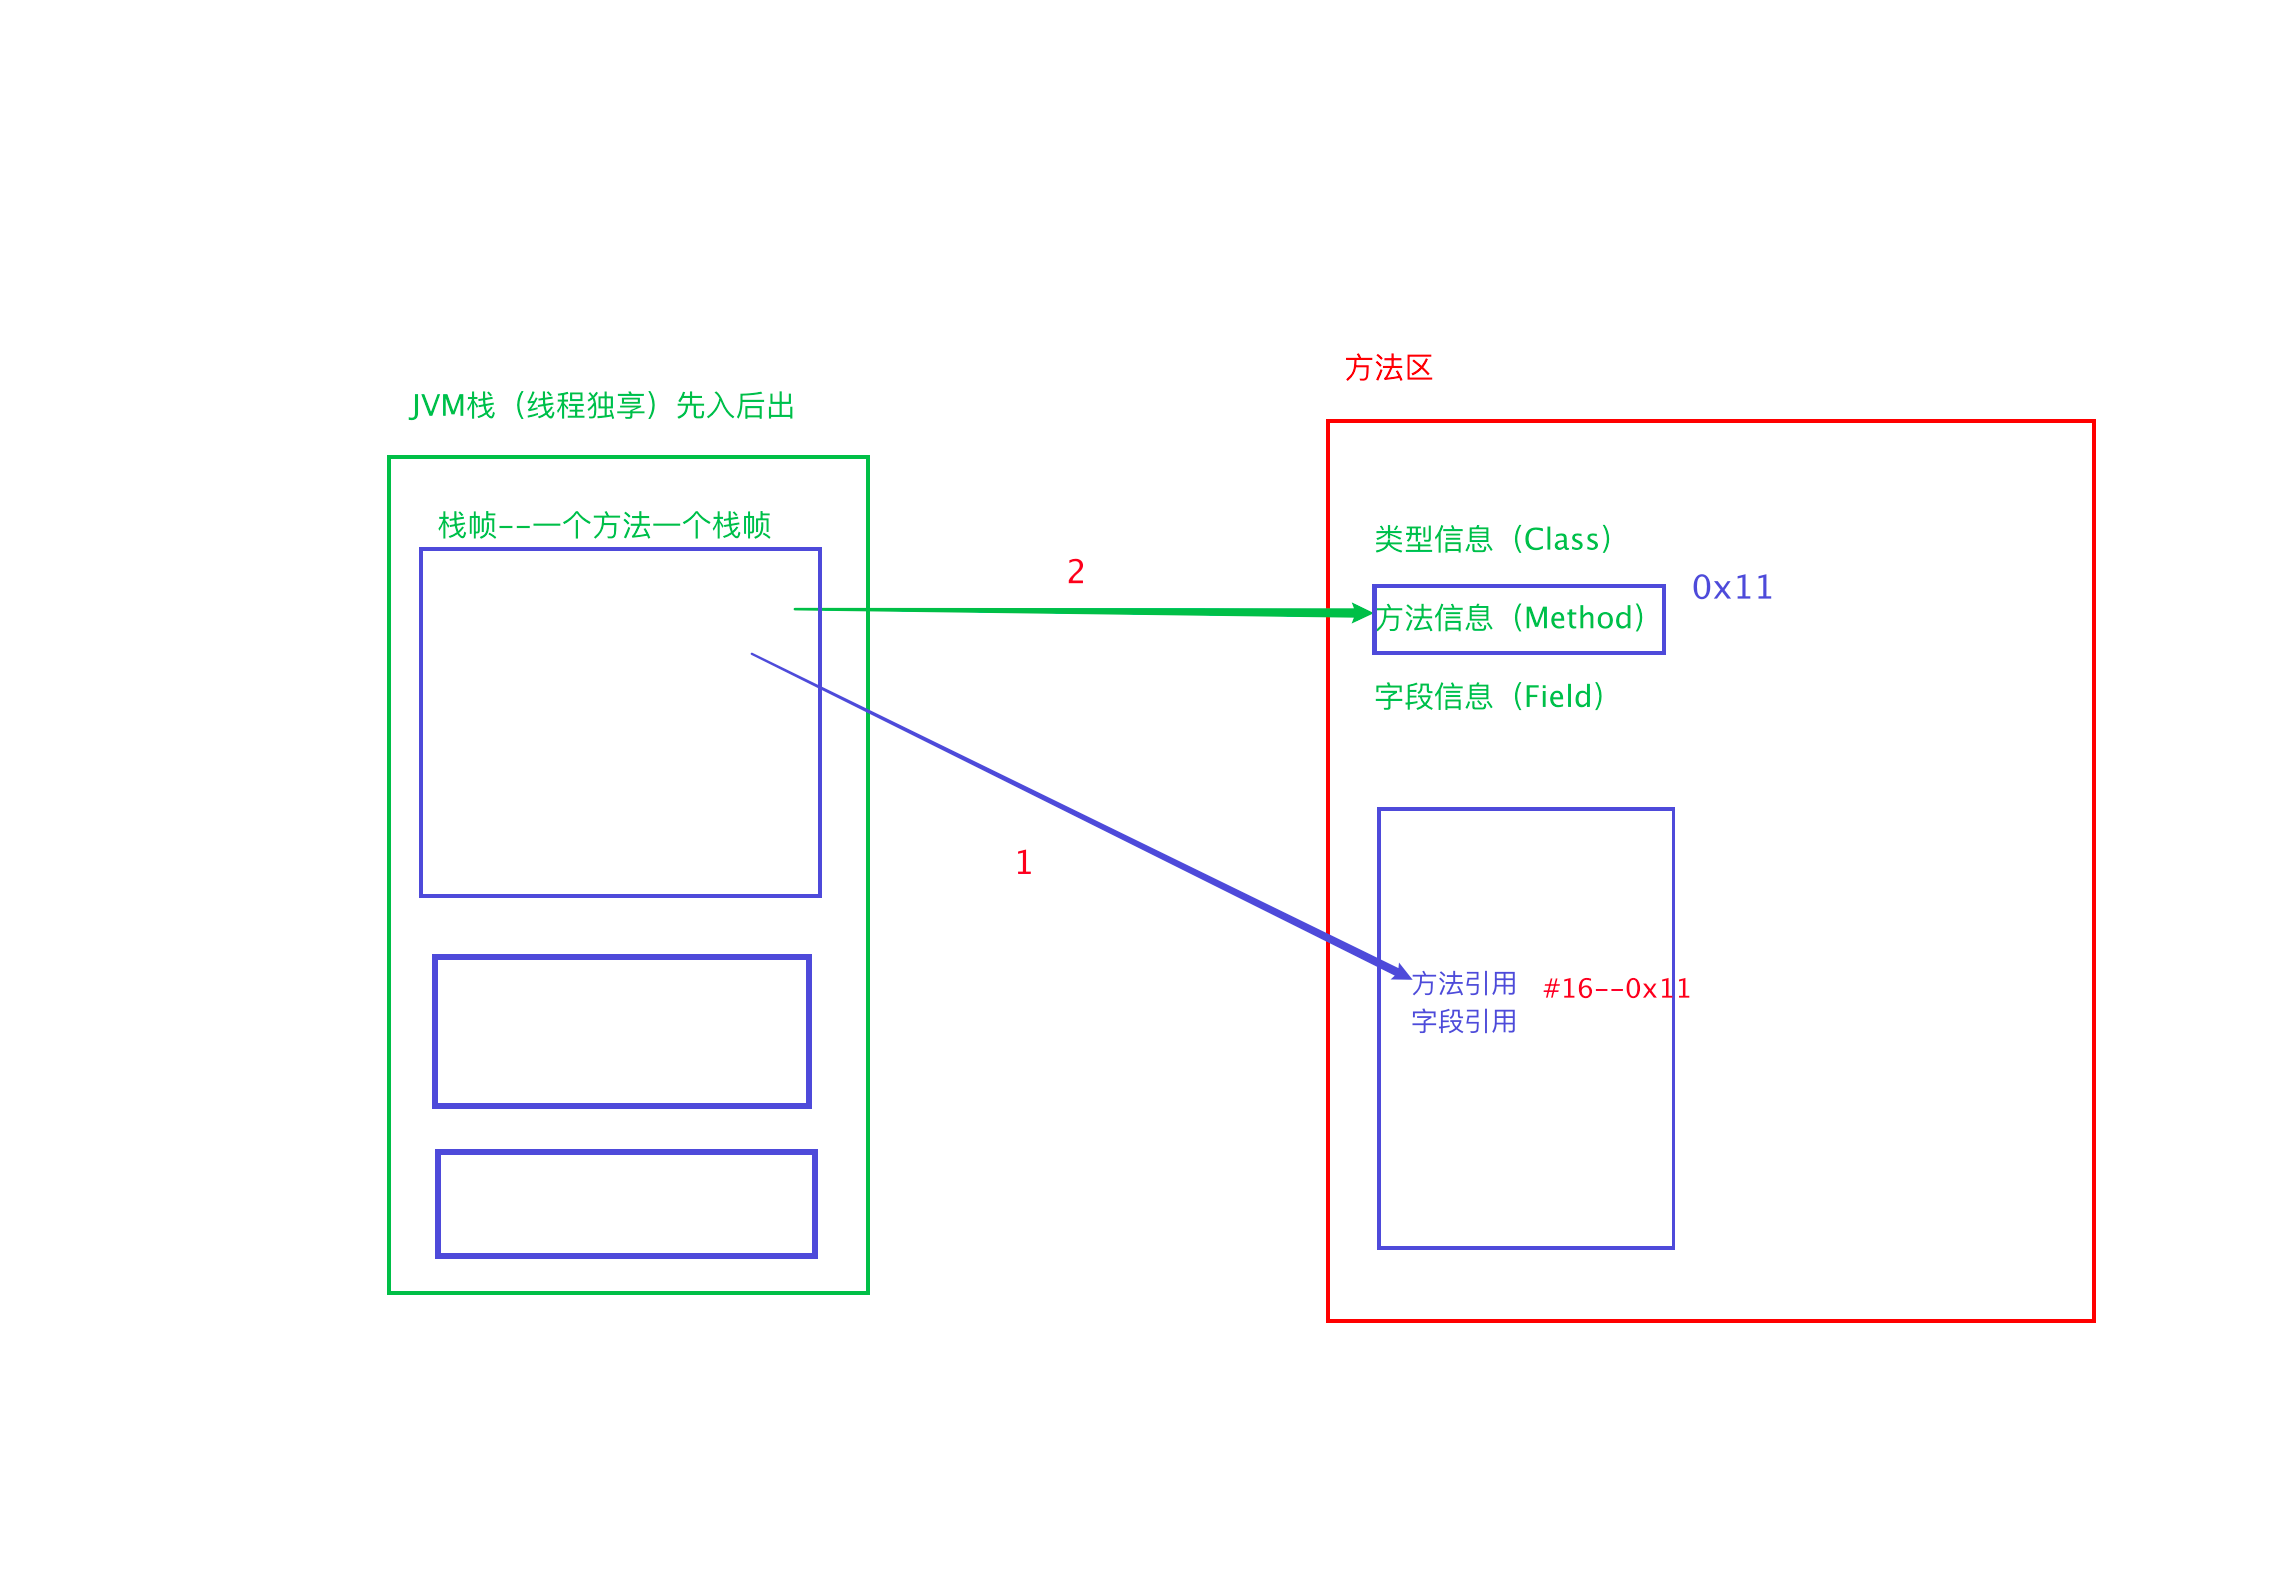 方法区
JVM栈（线程独享）先入后出
栈帧--一个方法一个栈帧
类型信息（Class）
2
0x11
方法信息（Method）
字段信息（Field）
1
方法引用 #16--0x11
字段引用